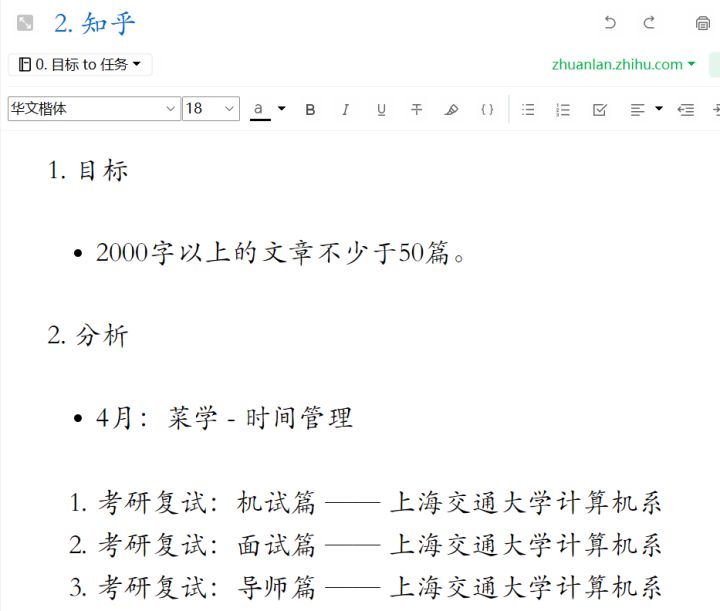 2. 知乎
0. 目标 to 任务 zhuanlan.zhihu.com
华文楷体 18 a B I U T {}
1. 目标
• 2000字以上的文章不少于50篇。
2. 分析
• 4月：菜学 - 时间管理
1. 考研复试：机试篇 —— 上海交通大学计算机系
2. 考研复试：面试篇 —— 上海交通大学计算机系
3. 考研复试：导师篇 —— 上海交通大学计算机系